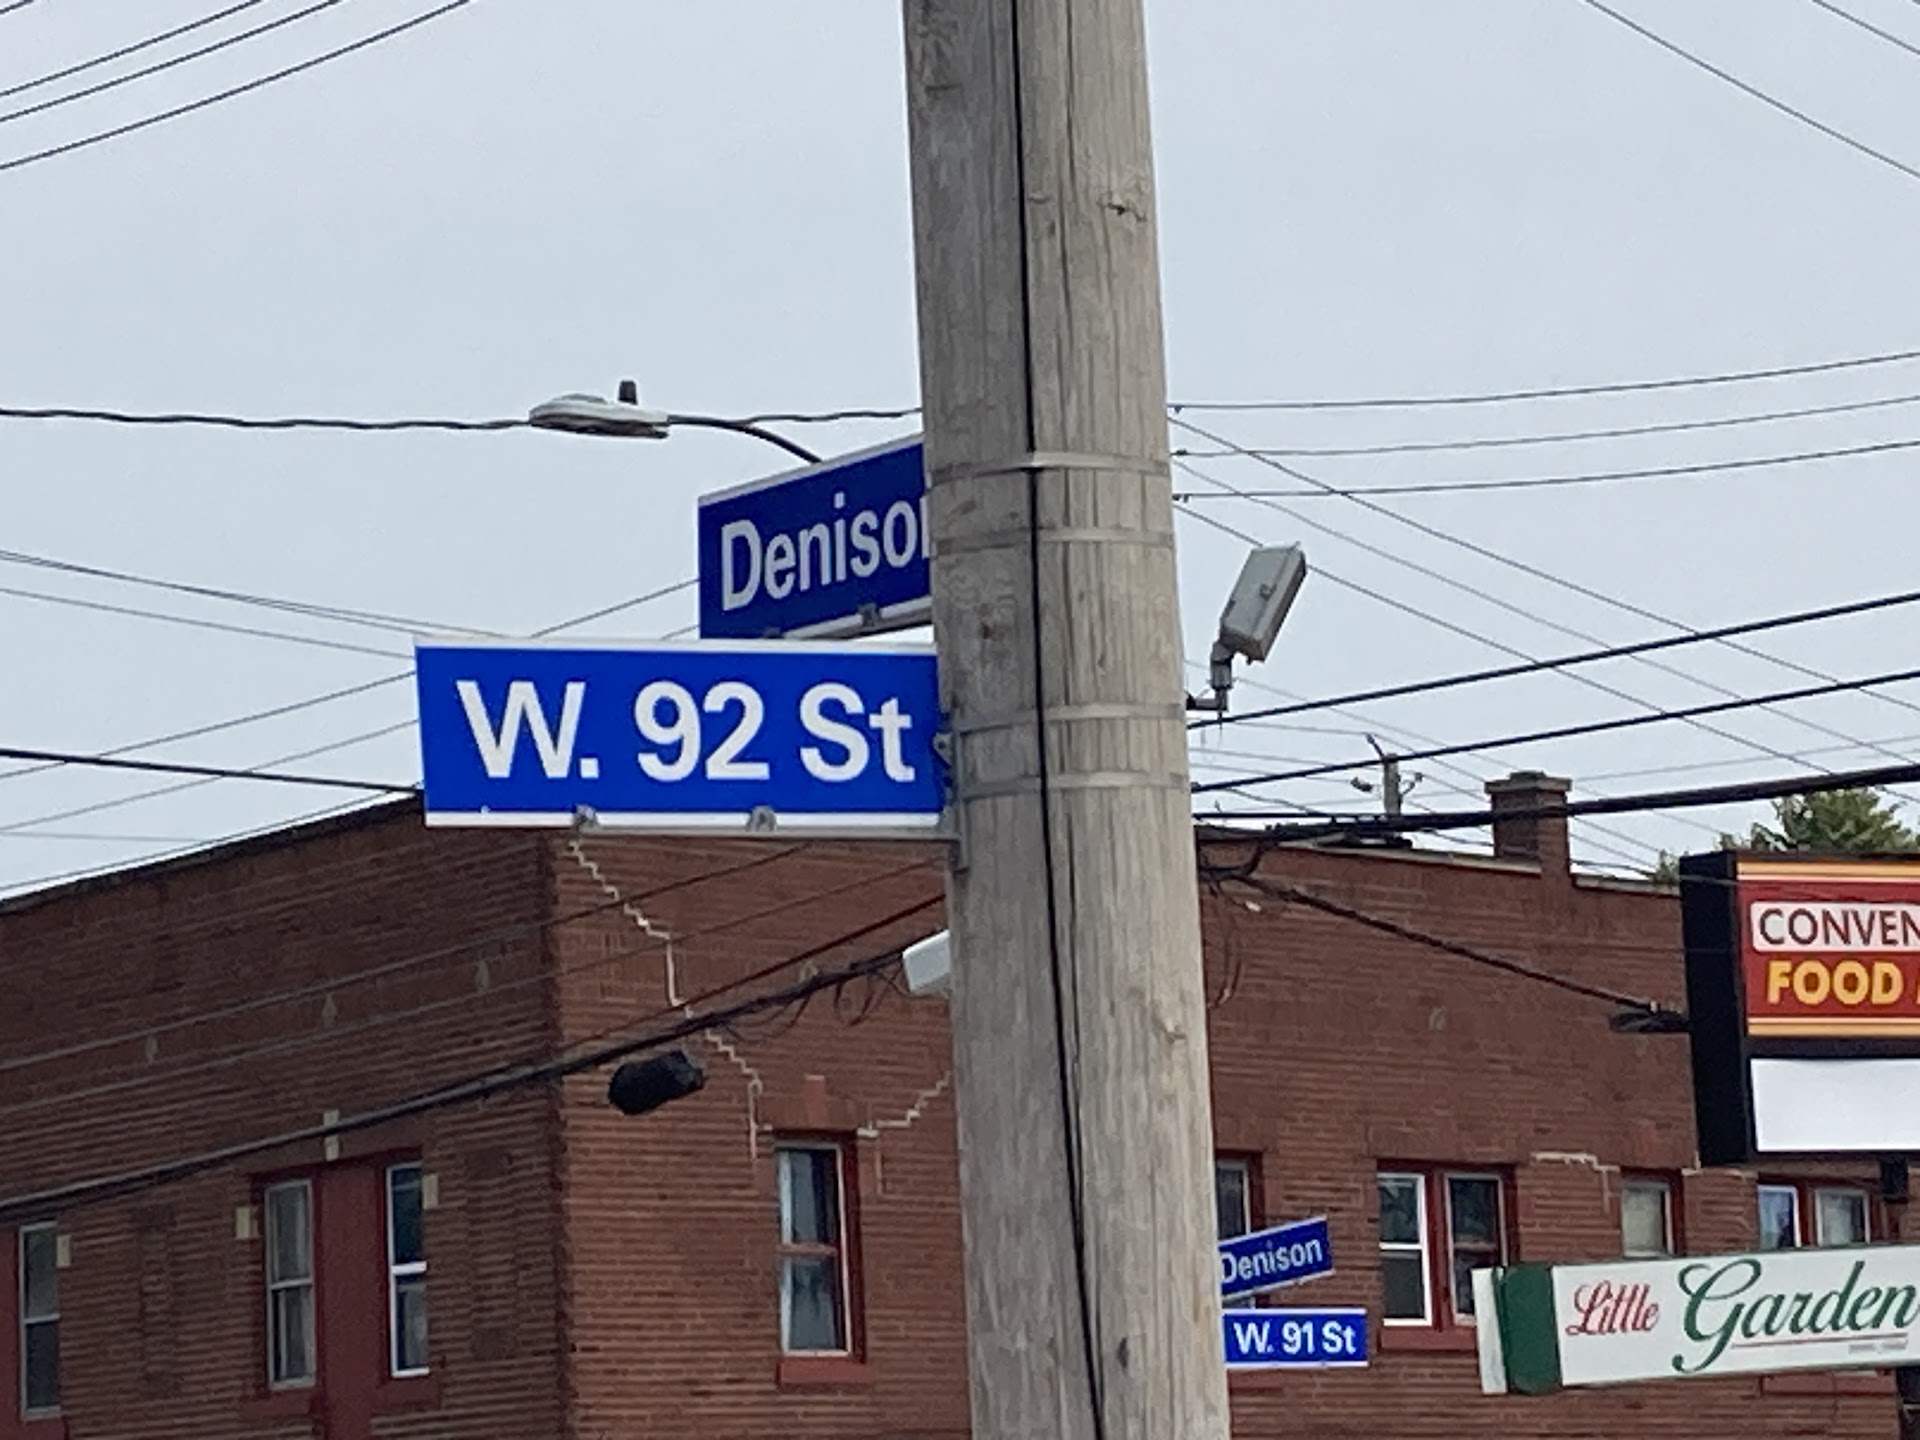 Deniso
W. 92 St
CONVEN
FOOD
Denison
W. 91 St
Little Garden